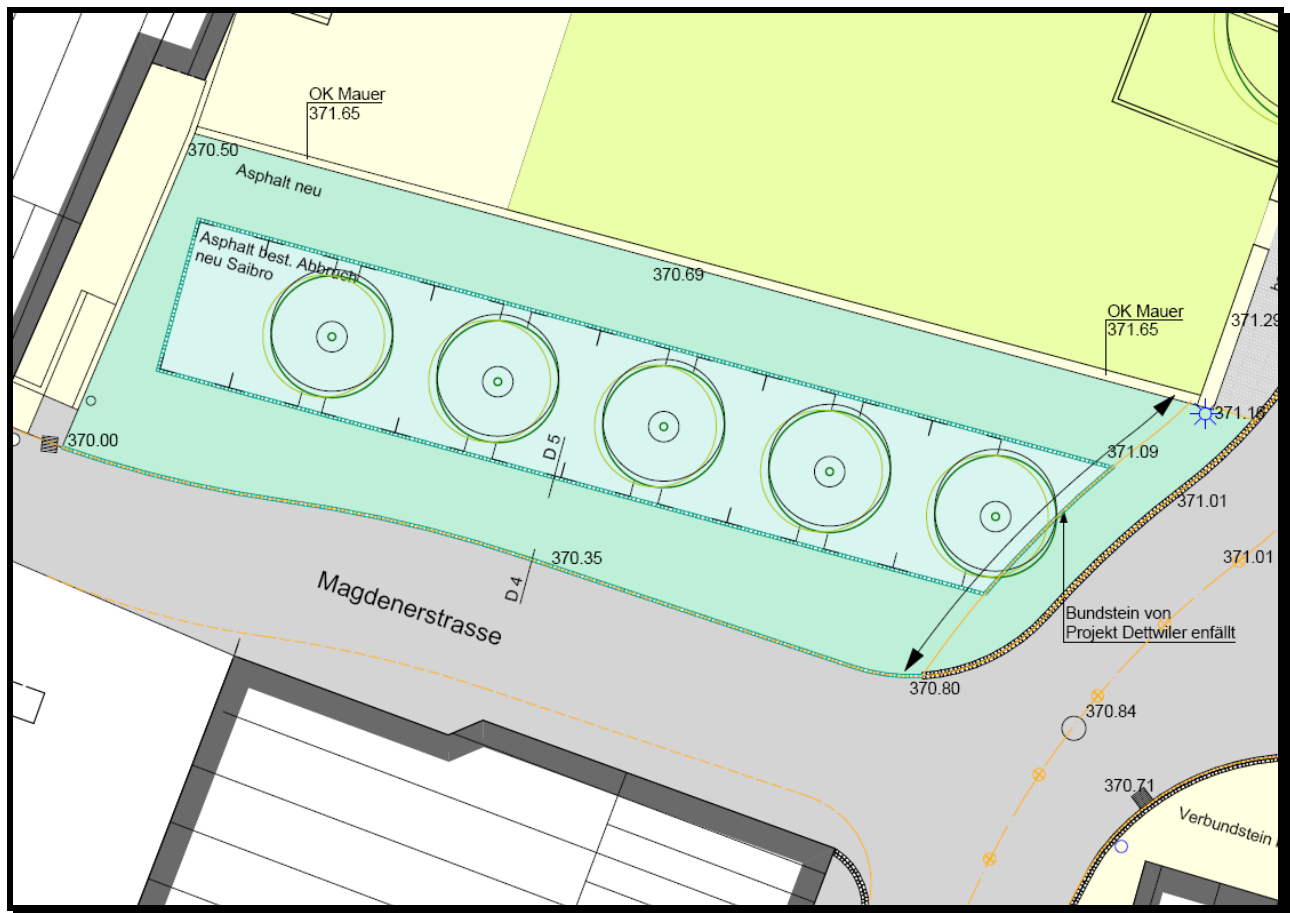 OK Mauer
371.65
370.50
Asphalt neu
Asphalt best. Abbruch
neu Saibro
370.69
OK Mauer
371.65
371.29
371.16
370.00
371.09
D 5
371.01
370.35
371.01
D 4
Magdenerstrasse
Bundstein von
Projekt Dettwiler enfällt
370.80
370.84
370.71
Verbundstein